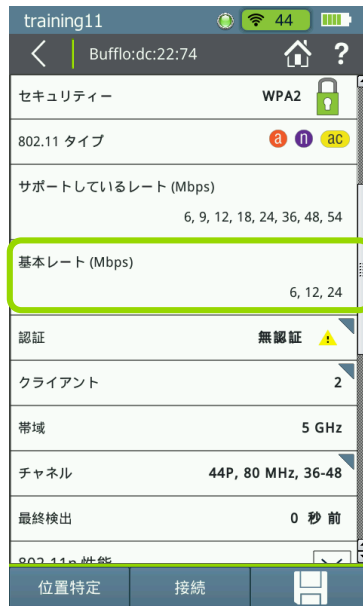 training11
44
Bufflo:dc:22:74
?
セキュリティー WPA2
802.11 タイプ a n ac
サポートしているレート (Mbps)
6, 9, 12, 18, 24, 36, 48, 54
基本レート (Mbps)
6, 12, 24
認証 無認証
クライアント 2
帯域 5 GHz
チャネル 44P, 80 MHz, 36-48
最終検出 0 秒 前
802.11n 性能
位置特定 接続